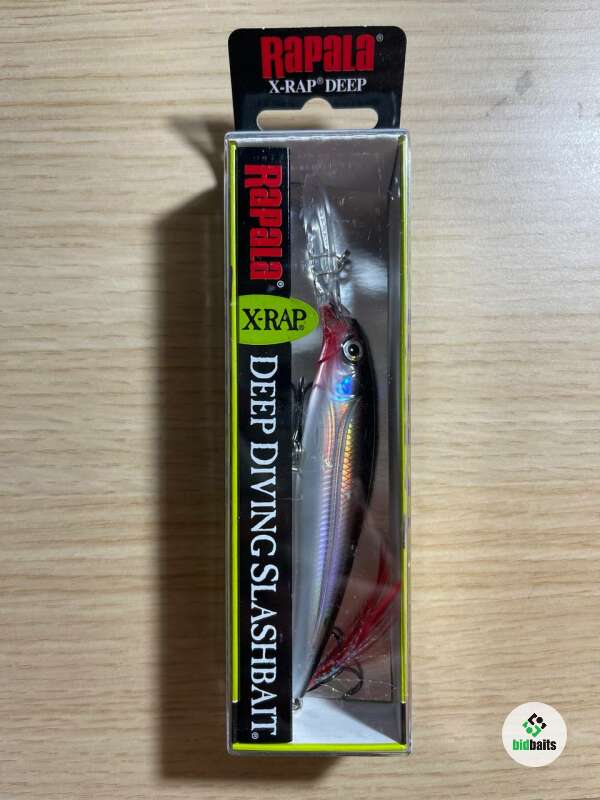 RAPALA®
X-RAP® DEEP
RAPALA®
X-RAP®
DEEP DIVING SLASHBAIT®
bidbaits